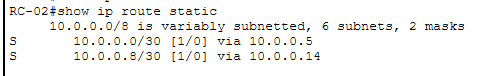 RC-02#show ip route static
10.0.0.0/8 is variably subnetted, 6 subnets, 2 masks
S 10.0.0.0/30 [1/0] via 10.0.0.5
S 10.0.0.8/30 [1/0] via 10.0.0.14